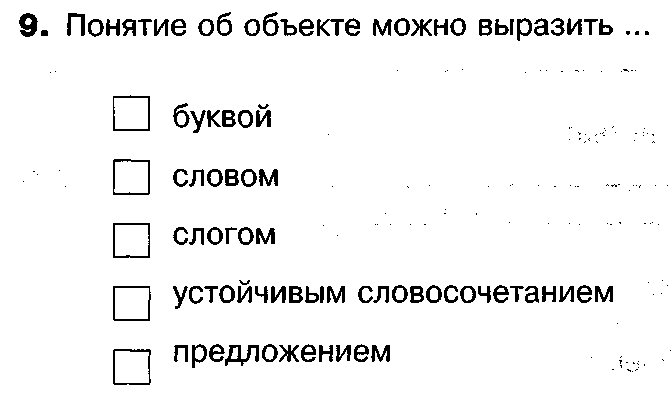 9. Понятие об объекте можно выразить ...
буквой
словом
слогом
устойчивым словосочетанием
предложением